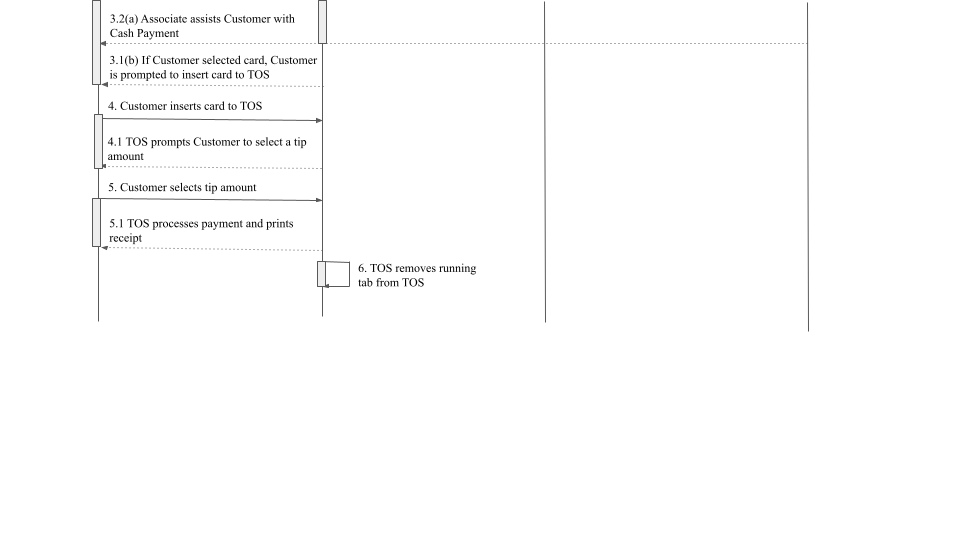 3.2(a) Associate assists Customer with
Cash Payment
3.1(b) If Customer selected card, Customer
is prompted to insert card to TOS
4. Customer inserts card to TOS
4.1 TOS prompts Customer to select a tip
amount
5. Customer selects tip amount
5.1 TOS processes payment and prints
receipt
6. TOS removes running
tab from TOS